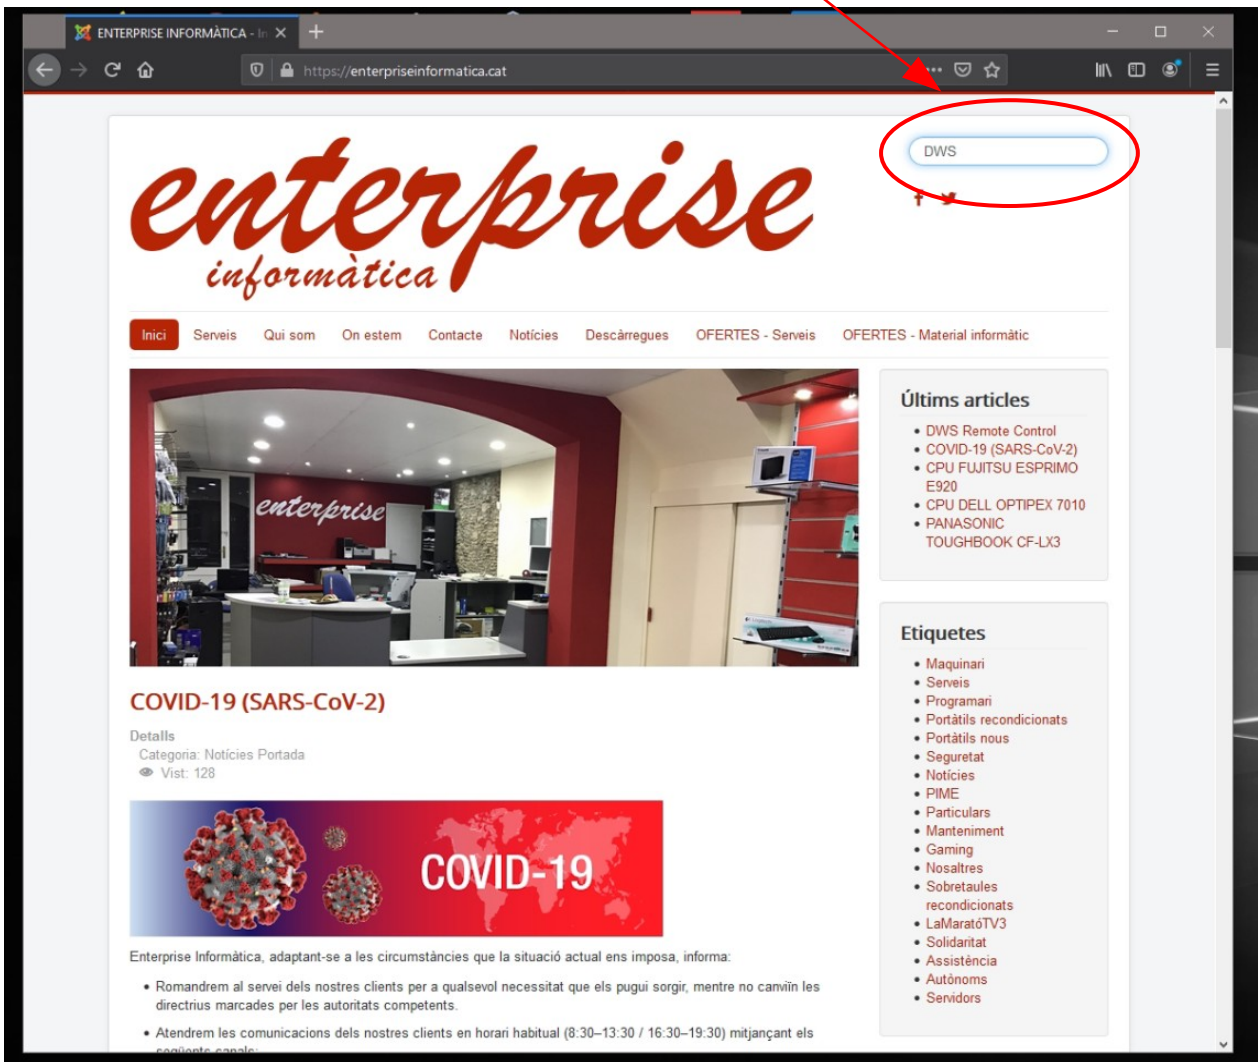 ENTERPRISE INFORMÀTICA - In
https://enterpriseinformatica.cat
DWS
enterprise
informàtica
Inici Serveis Qui som On estem Contacte Notícies Descàrregues OFERTES - Serveis OFERTES - Material informàtic
enterprise
COVID-19 (SARS-CoV-2)
Detalls
Categoria: Notícies Portada
Vist: 128
COVID-19
Enterprise Informàtica, adaptant-se a les circumstàncies que la situació actual ens imposa, informa:
• Romandrem al servei dels nostres clients per a qualsevol necessitat que els pugui sorgir, mentre no canviïn les
directrius marcades per les autoritats competents.
• Atendrem les comunicacions dels nostres clients en horari habitual (8:30–13:30 / 16:30–19:30) mitjançant els
següents canals:
Últims articles
• DWS Remote Control
• COVID-19 (SARS-CoV-2)
• CPU FUJITSU ESPRIMO
E920
• CPU DELL OPTIPEX 7010
• PANASONIC
TOUGHBOOK CF-LX3
Etiquetes
• Maquinari
• Serveis
• Programari
• Portàtils recondicionats
• Portàtils nous
• Seguretat
• Notícies
• PIME
• Particulars
• Manteniment
• Gaming
• Nosaltres
• Sobretaules
recondicionats
• LaMaratóTV3
• Solidaritat
• Assistència
• Autònoms
• Servidors